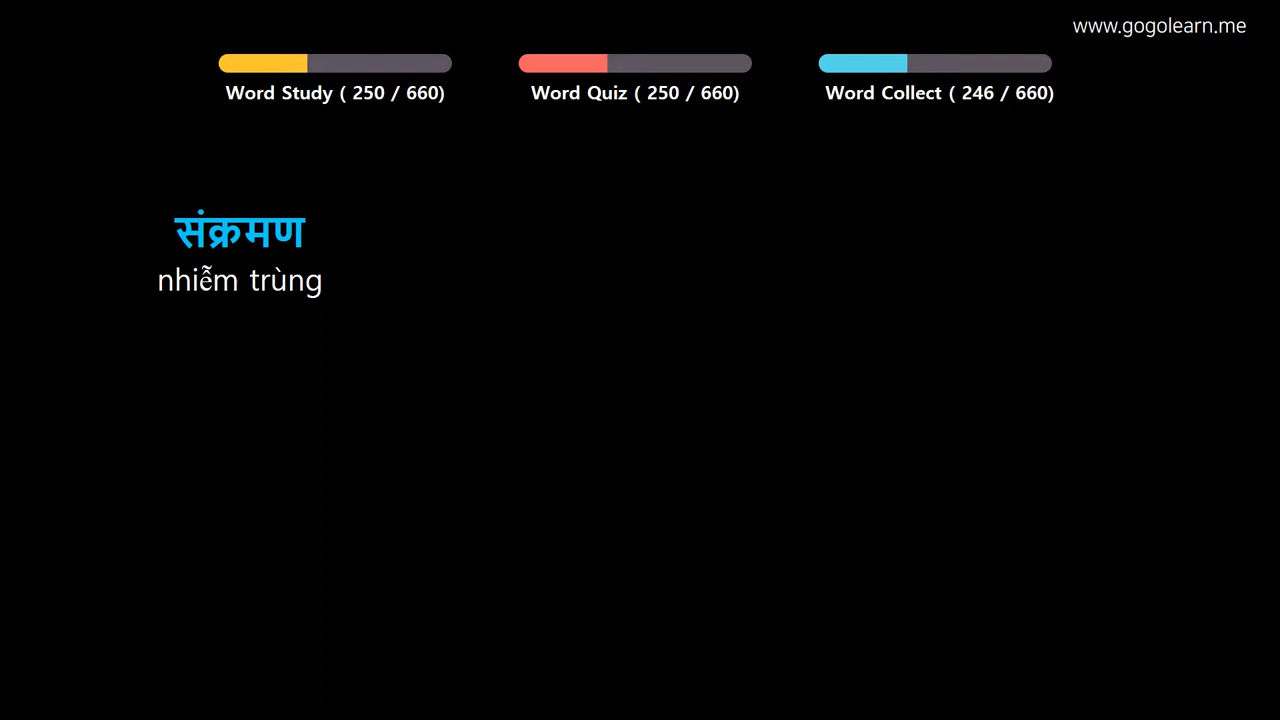 www.gogolearn.me
Word Study ( 250 / 660)
Word Quiz ( 250 / 660)
Word Collect ( 246 / 660)
संक्रमण
nhiễm trùng